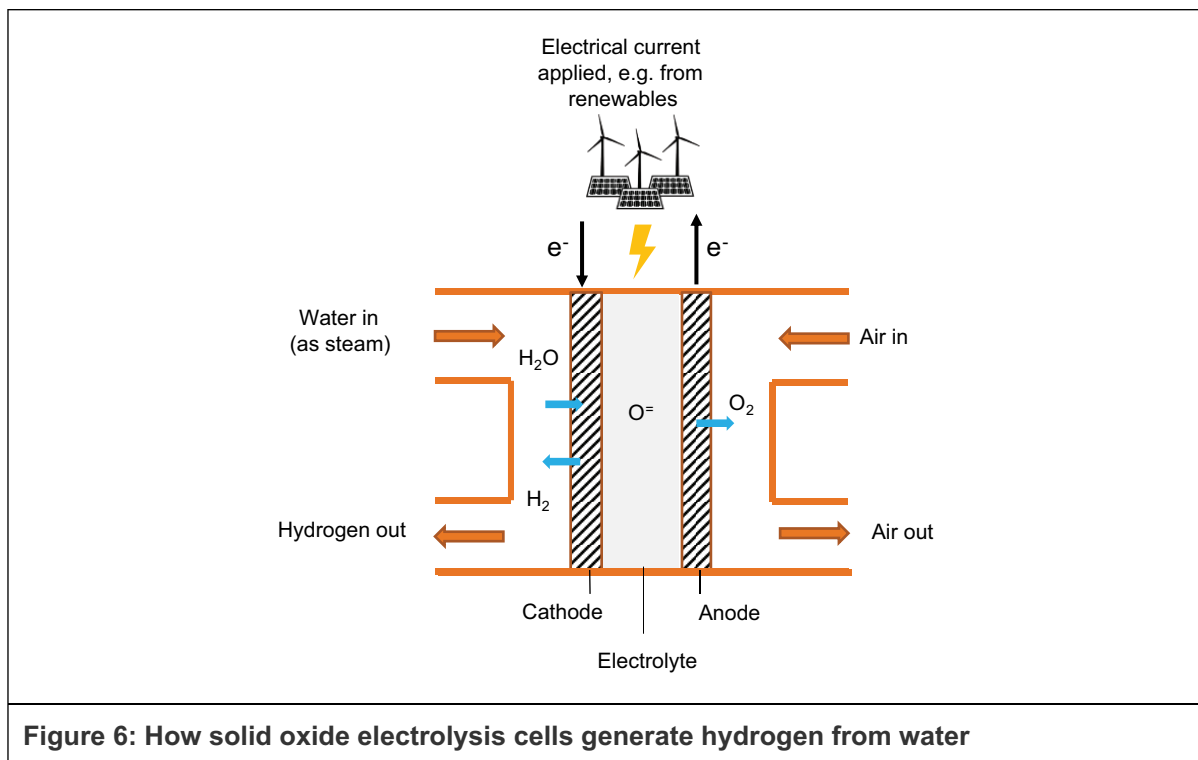 Electrical current
applied, e.g. from
renewables
e⁻
e⁻
Water in
(as steam)
Air in
H₂O
O⁼
O₂
H₂
Hydrogen out
Air out
Cathode
Anode
Electrolyte
Figure 6: How solid oxide electrolysis cells generate hydrogen from water